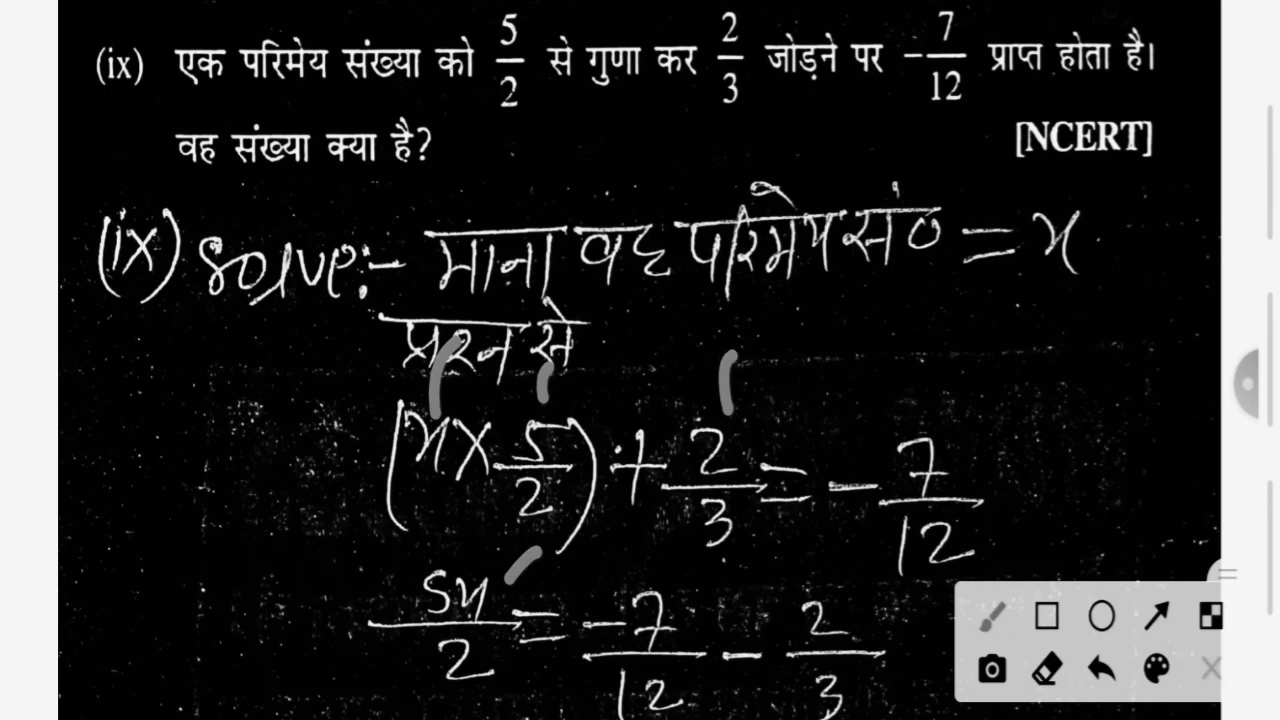 (ix) एक परिमेय संख्या को 5/2 से गुणा कर 2/3 जोड़ने पर -7/12 प्राप्त होता है।
वह संख्या क्या है? [NCERT]
(ix) Solve:- माना वह परिमेय सं० = x
प्रश्न से
(x × 5/2) + 2/3 = - 7/12
5x/2 = -7/12 - 2/3